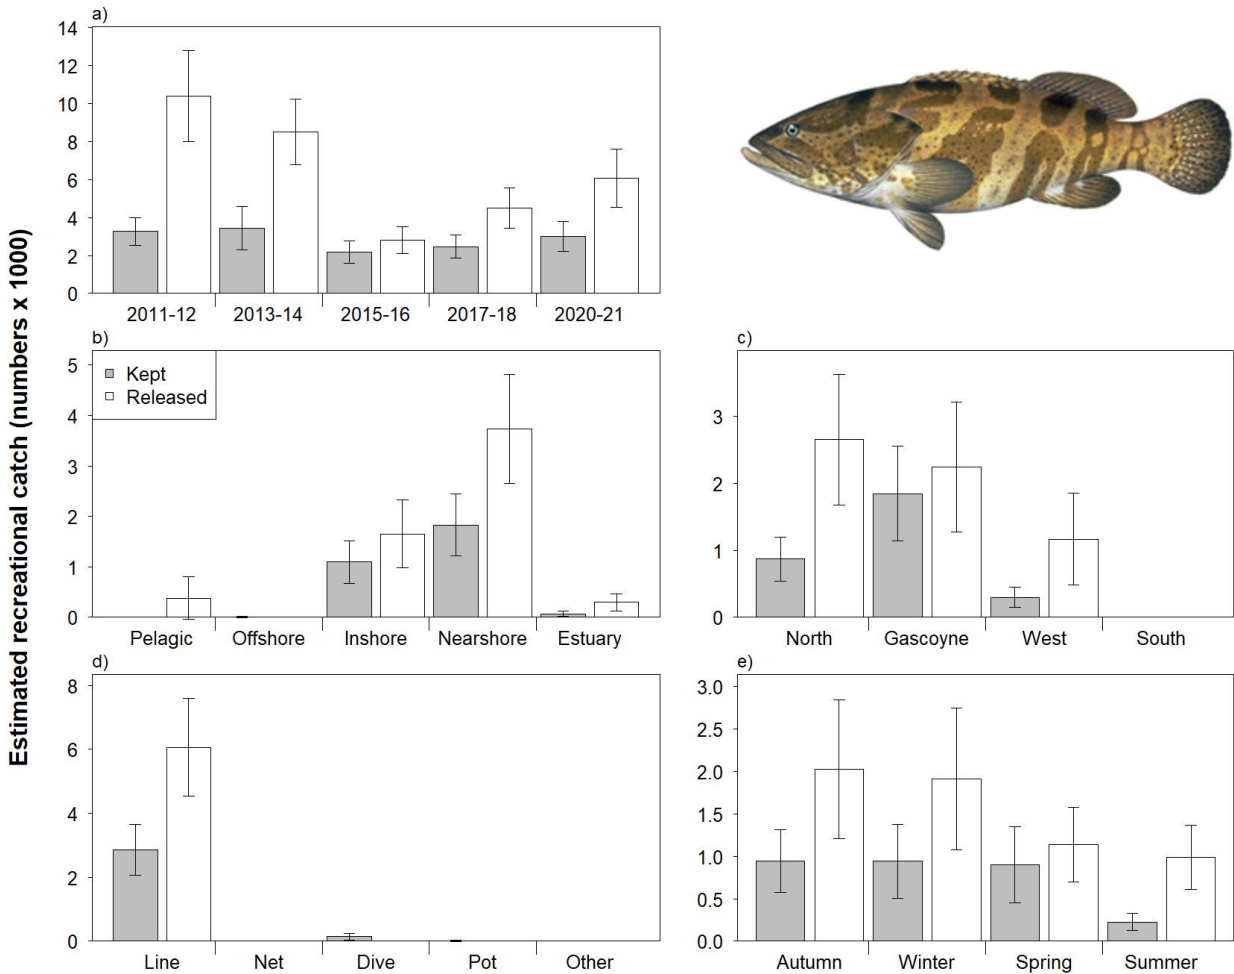 Estimated recreational catch (numbers x 1000)
a)
14
12
10
8
6
4
2
0
2011-12 2013-14 2015-16 2017-18 2020-21
b)
Kept
Released
5
4
3
2
1
0
Pelagic Offshore Inshore Nearshore Estuary
c)
3
2
1
0
North Gascoyne West South
d)
8
6
4
2
0
Line Net Dive Pot Other
e)
3.0
2.5
2.0
1.5
1.0
0.5
0.0
Autumn Winter Spring Summer